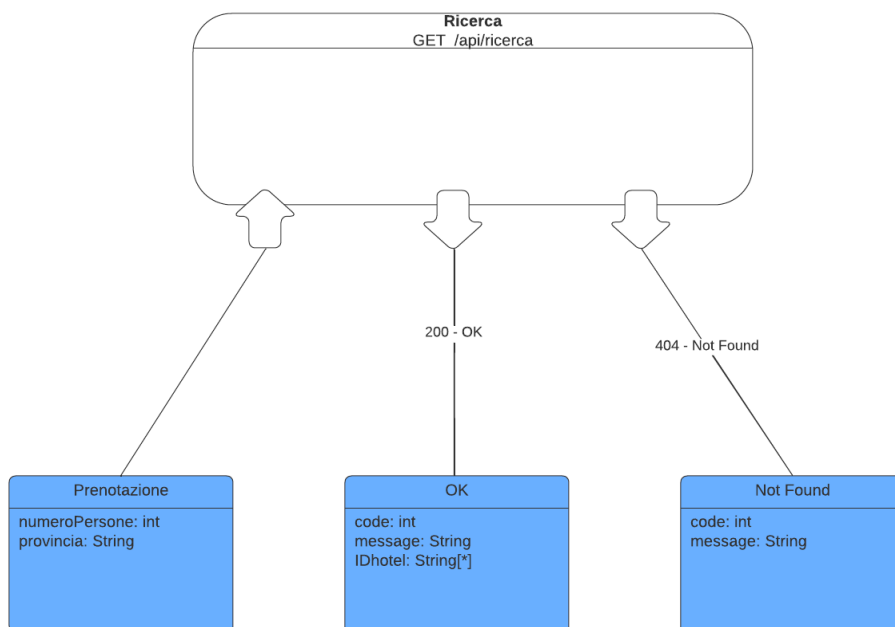 Ricerca
GET /api/ricerca
200 - OK
404 - Not Found
Prenotazione
numeroPersone: int
provincia: String
OK
code: int
message: String
IDhotel: String[*]
Not Found
code: int
message: String